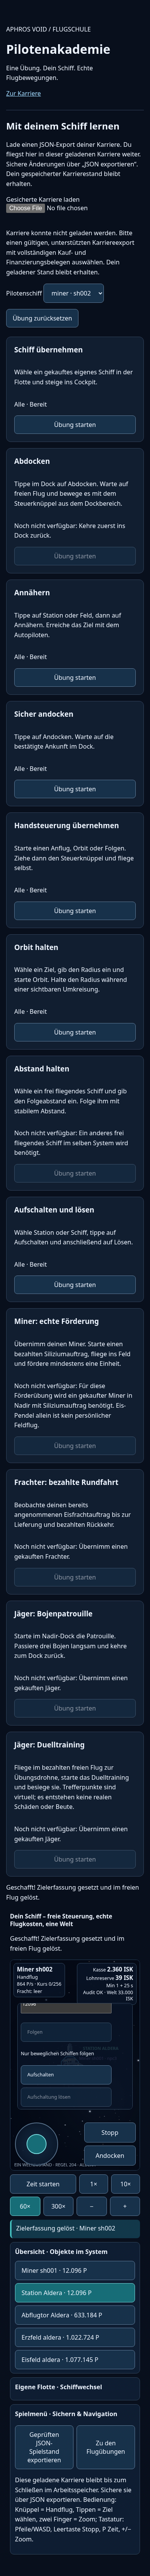 APHROS VOID / FLUGSCHULE
Pilotenakademie
Eine Übung. Dein Schiff. Echte
Flugbewegungen.
Zur Karriere
Mit deinem Schiff lernen
Lade einen JSON-Export deiner Karriere. Du
fliegst hier in dieser geladenen Karriere weiter.
Sichere Änderungen über „JSON exportieren“.
Dein gespeicherter Karrierestand bleibt
erhalten.
Gesicherte Karriere laden
Choose File No file chosen
Karriere konnte nicht geladen werden. Bitte
einen gültigen, unterstützten Karriereexport
mit vollständigen Kauf- und
Finanzierungsbelegen auswählen. Dein
geladener Stand bleibt erhalten.
Pilotenschiff miner · sh002
Übung zurücksetzen
Schiff übernehmen
Wähle ein gekauftes eigenes Schiff in der
Flotte und steige ins Cockpit.
Alle · Bereit
Übung starten
Abdocken
Tippe im Dock auf Abdocken. Warte auf
freien Flug und bewege es mit dem
Steuerknüppel aus dem Dockbereich.
Noch nicht verfügbar: Kehre zuerst ins
Dock zurück.
Übung starten
Annähern
Tippe auf Station oder Feld, dann auf
Annähern. Erreiche das Ziel mit dem
Autopiloten.
Alle · Bereit
Übung starten
Sicher andocken
Tippe auf Andocken. Warte auf die
bestätigte Ankunft im Dock.
Alle · Bereit
Übung starten
Handsteuerung übernehmen
Starte einen Anflug, Orbit oder Folgen.
Ziehe dann den Steuerknüppel und fliege
selbst.
Alle · Bereit
Übung starten
Orbit halten
Wähle ein Ziel, gib den Radius ein und
starte Orbit. Halte den Radius während
einer sichtbaren Umkreisung.
Alle · Bereit
Übung starten
Abstand halten
Wähle ein frei fliegendes Schiff und gib
den Folgeabstand ein. Folge ihm mit
stabilem Abstand.
Noch nicht verfügbar: Ein anderes frei
fliegendes Schiff im selben System wird
benötigt.
Übung starten
Aufschalten und lösen
Wähle Station oder Schiff, tippe auf
Aufschalten und anschließend auf Lösen.
Alle · Bereit
Übung starten
Miner: echte Förderung
Übernimm deinen Miner. Starte einen
bezahlten Siliziumauftrag, fliege ins Feld
und fördere mindestens eine Einheit.
Noch nicht verfügbar: Für diese
Förderübung wird ein gekaufter Miner in
Nadir mit Siliziumauftrag benötigt. Eis-
Pendel allein ist kein persönlicher
Feldflug.
Übung starten
Frachter: bezahlte Rundfahrt
Beobachte deinen bereits
angenommenen Eisfrachtauftrag bis zur
Lieferung und bezahlten Rückkehr.
Noch nicht verfügbar: Übernimm einen
gekauften Frachter.
Übung starten
Jäger: Bojenpatrouille
Starte im Nadir-Dock die Patrouille.
Passiere drei Bojen langsam und kehre
zum Dock zurück.
Noch nicht verfügbar: Übernimm einen
gekauften Jäger.
Übung starten
Jäger: Duelltraining
Fliege im bezahlten freien Flug zur
Übungsdrohne, starte das Duelltraining
und besiege sie. Trefferpunkte sind
virtuell; es entstehen keine realen
Schäden oder Beute.
Noch nicht verfügbar: Übernimm einen
gekauften Jäger.
Übung starten
Geschafft! Zielerfassung gesetzt und im freien
Flug gelöst.
Dein Schiff – freie Steuerung, echte
Flugkosten, eine Welt
Geschafft! Zielerfassung gesetzt und im
freien Flug gelöst.
Miner sh002
Handflug
864 P/s · Kurs 0/256
Fracht: leer
Kasse 2.360 ISK
Lohnreserve 39 ISK
Min 1 + 25 s
Audit OK · Welt 33.000
ISK
12096
Folgen
Nur bei beweglichen Schiffen folgen
Aufschalten
Aufschaltung lösen
Stopp
Andocken
Zeit starten
1×
10×
60×
300×
−
+
Zielerfassung gelöst · Miner sh002
Übersicht · Objekte im System
Miner sh001 · 12.096 P
Station Aldera · 12.096 P
Abflugtor Aldera · 633.184 P
Erzfeld aldera · 1.022.724 P
Eisfeld aldera · 1.077.145 P
Eigene Flotte · Schiffwechsel
Spielmenü · Sichern & Navigation
Geprüften
JSON-
Spielstand
exportieren
Zu den
Flugübungen
Diese geladene Karriere bleibt bis zum
Schließen im Arbeitsspeicher. Sichere sie
über JSON exportieren. Bedienung:
Knüppel = Handflug, Tippen = Ziel
wählen, zwei Finger = Zoom; Tastatur:
Pfeile/WASD, Leertaste Stopp, P Zeit, +/−
Zoom.